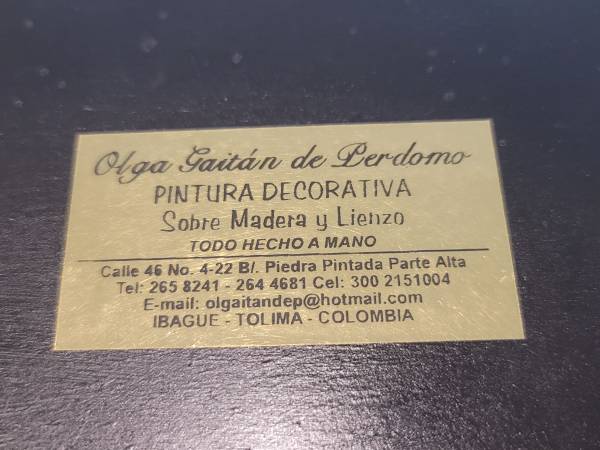 Olga Gaitán de Perdomo
PINTURA DECORATIVA
Sobre Madera y Lienzo
TODO HECHO A MANO
Calle 46 No. 4-22 B/. Piedra Pintada Parte Alta
Tel: 265 8241 - 264 4681 Cel: 300 2151004
E-mail: olgaitandep@hotmail.com
IBAGUE - TOLIMA - COLOMBIA